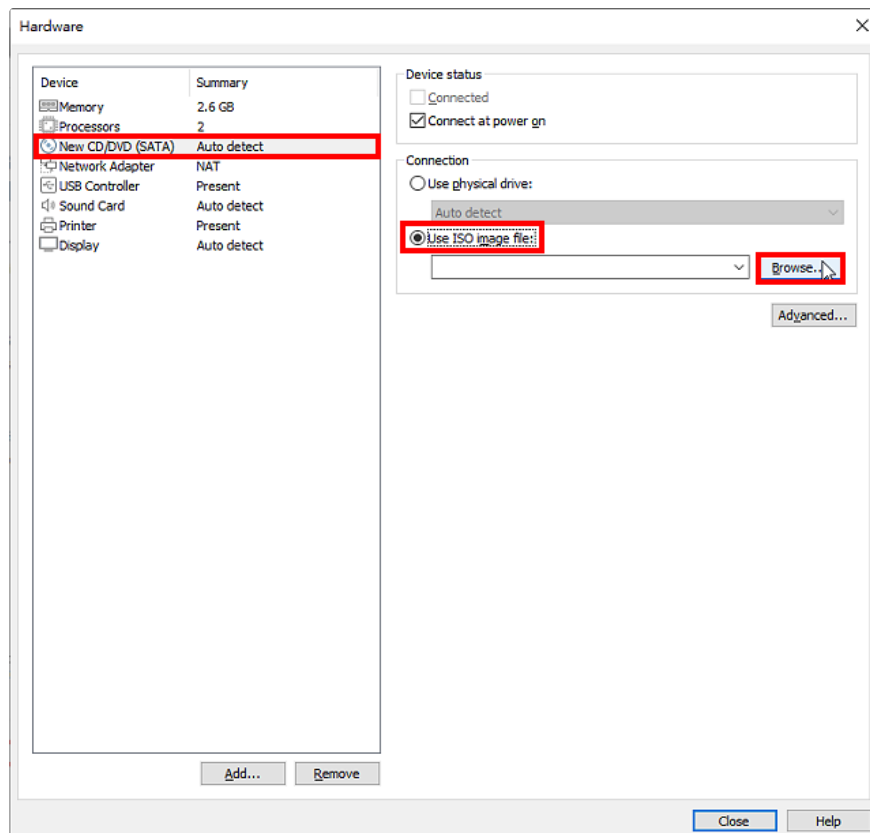 Hardware
Device Summary
Memory 2.6 GB
Processors 2
New CD/DVD (SATA) Auto detect
Network Adapter NAT
USB Controller Present
Sound Card Auto detect
Printer Present
Display Auto detect
Add... Remove
Device status
Connected
Connect at power on
Connection
Use physical drive:
Auto detect
Use ISO image file:
Browse...
Advanced...
Close Help